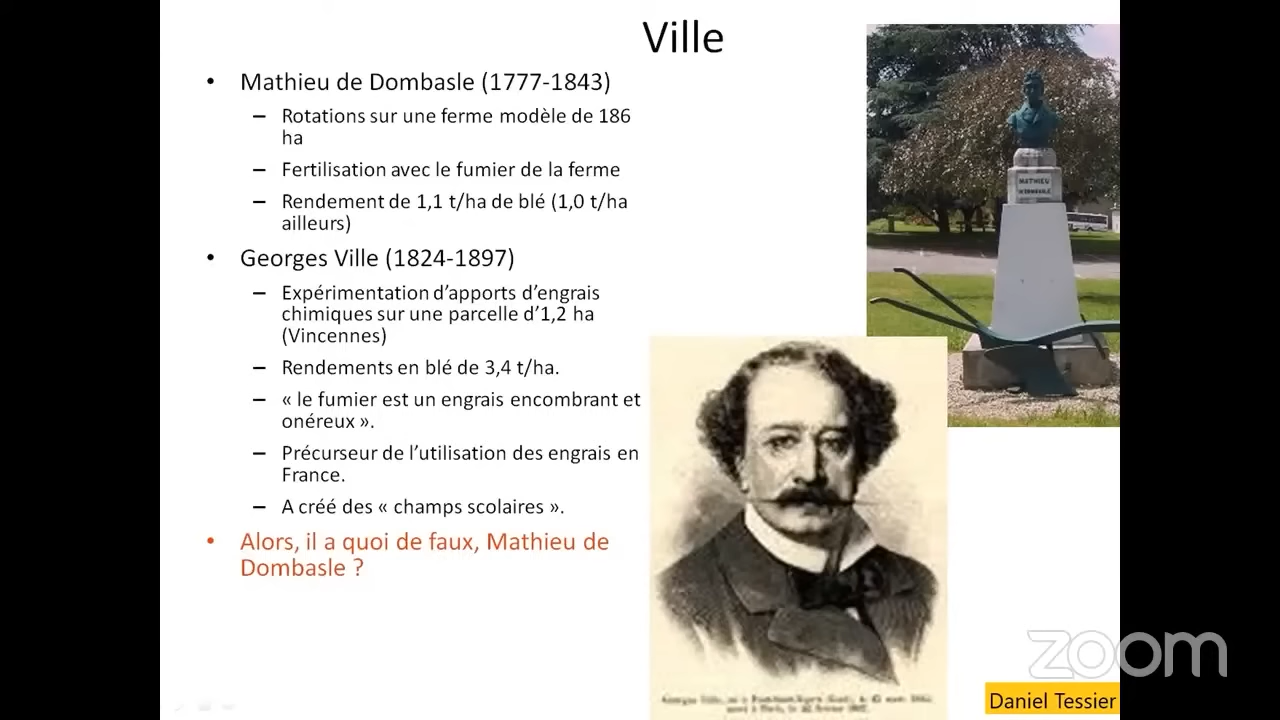 Ville
• Mathieu de Dombasle (1777-1843)
– Rotations sur une ferme modèle de 186
ha
– Fertilisation avec le fumier de la ferme
– Rendement de 1,1 t/ha de blé (1,0 t/ha
ailleurs)
• Georges Ville (1824-1897)
– Expérimentation d’apports d’engrais
chimiques sur une parcelle d’1,2 ha
(Vincennes)
– Rendements en blé de 3,4 t/ha.
– « le fumier est un engrais encombrant et
onéreux ».
– Précurseur de l’utilisation des engrais en
France.
– A créé des « champs scolaires ».
• Alors, il a quoi de faux, Mathieu de
Dombasle ?
MATHIEU
DE DOMBASLE
Georges Ville,
zoom
Daniel Tessier